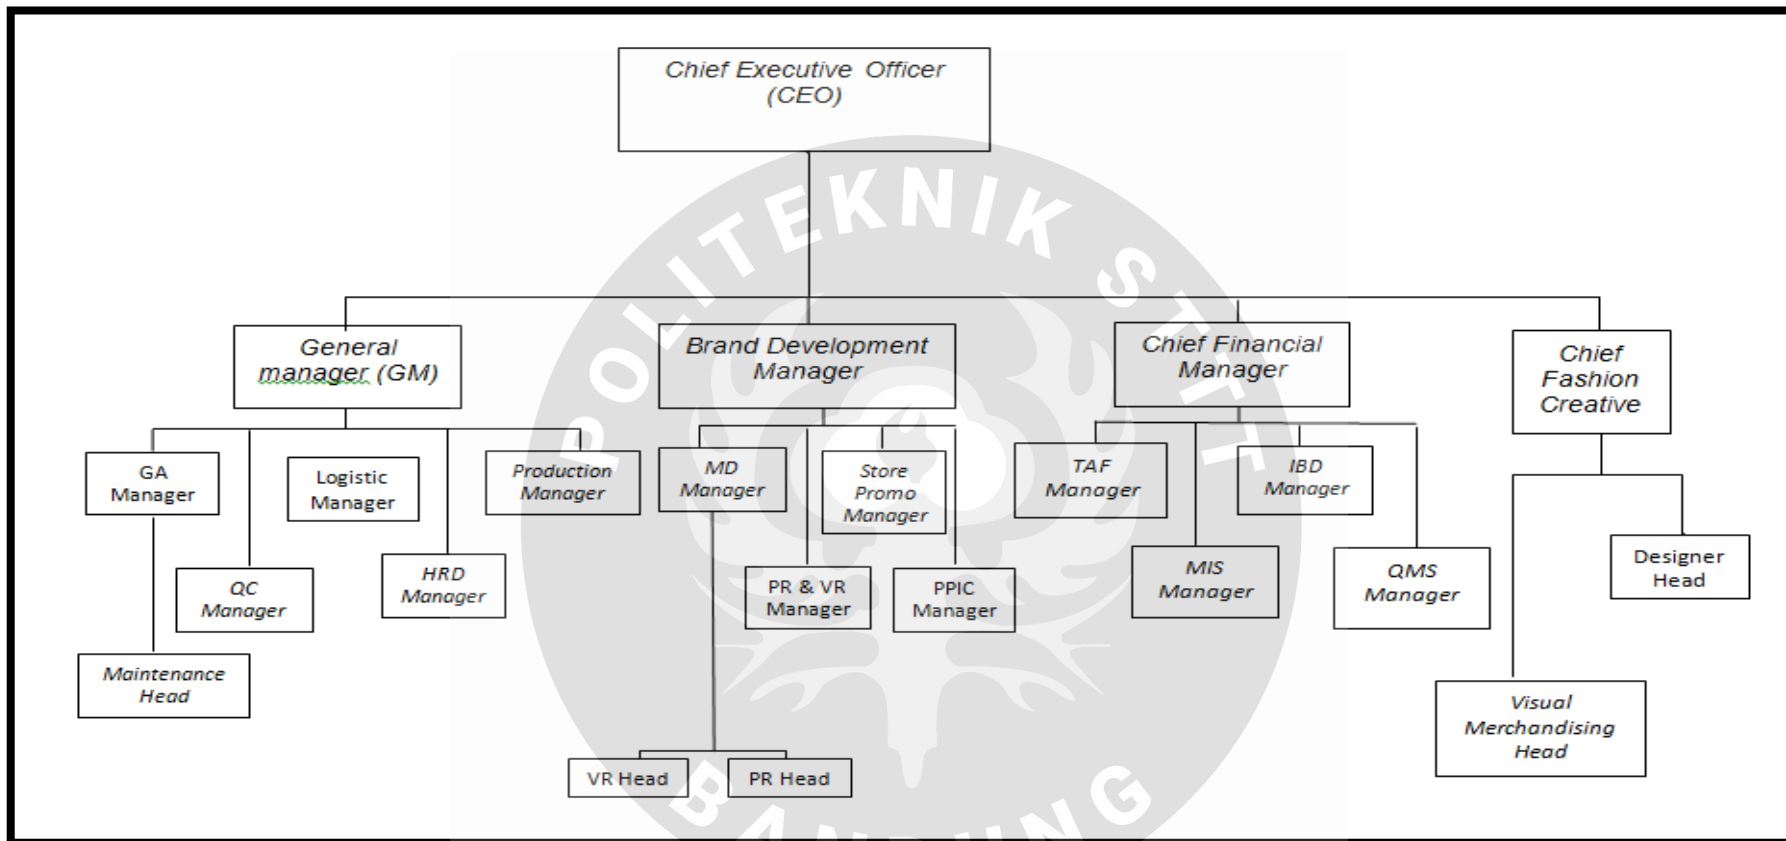 Chief Executive Officer
(CEO)
POLITEKNIK STTT
General
manager (GM)
Brand Development
Manager
Chief Financial
Manager
Chief
Fashion
Creative
GA
Manager
Logistic
Manager
Production
Manager
MD
Manager
Store
Promo
Manager
TAF
Manager
IBD
Manager
QC
Manager
HRD
Manager
PR & VR
Manager
PPIC
Manager
MIS
Manager
QMS
Manager
Designer
Head
Maintenance
Head
Visual
Merchandising
Head
VR Head
PR Head
BANDUNG